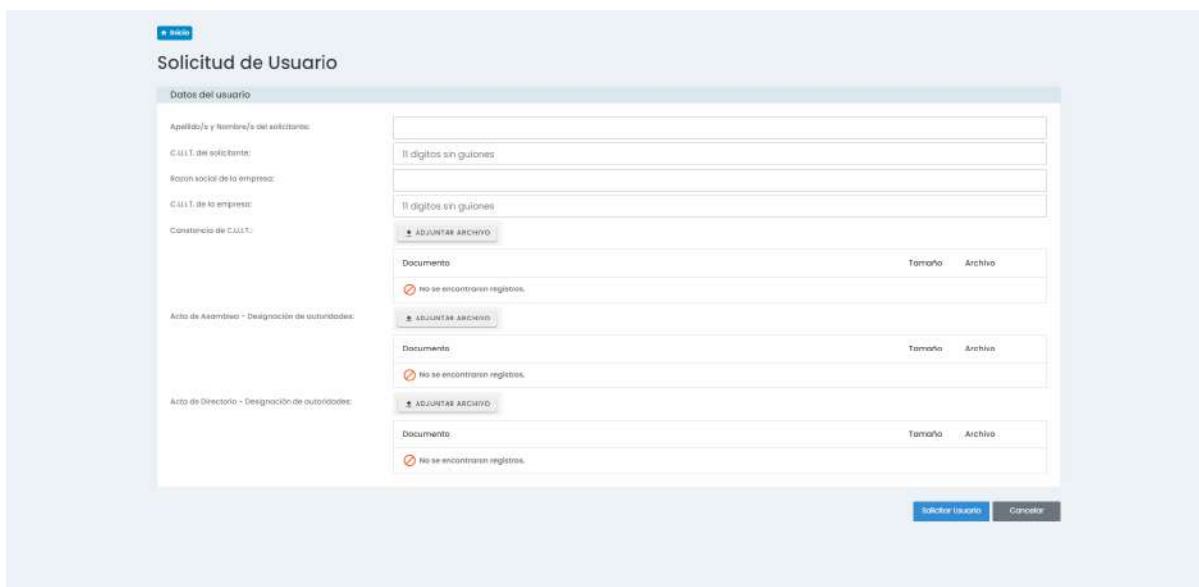 Inicio
Solicitud de Usuario
Datos del usuario
Apellido/s y Nombre/s del solicitante:
C.U.I.T. del solicitante:
11 digitos sin guiones
Razon social de la empresa:
C.U.I.T. de la empresa:
11 digitos sin guiones
Constancia de C.U.I.T.:
ADJUNTAR ARCHIVO
Documento Tamaño Archivo
No se encontraron registros.
Acta de Asamblea - Designación de autoridades:
ADJUNTAR ARCHIVO
Documento Tamaño Archivo
No se encontraron registros.
Acta de Directorio - Designación de autoridades:
ADJUNTAR ARCHIVO
Documento Tamaño Archivo
No se encontraron registros.
Solicitar Usuario Cancelar